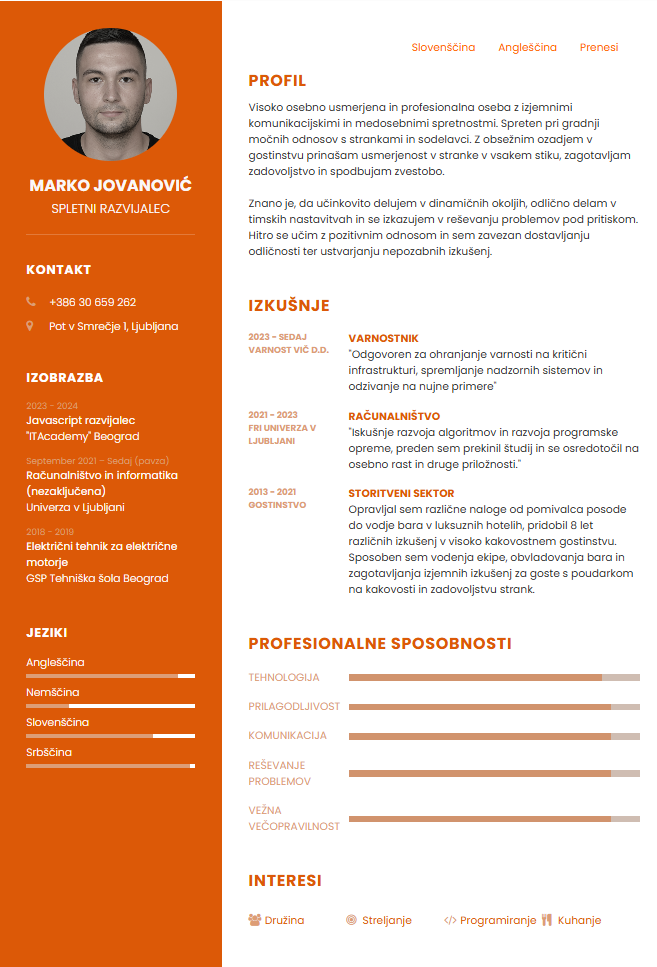 MARKO JOVANOVIĆ
SPLETNI RAZVIJALEC
KONTAKT
+386 30 659 262
Pot v Smrečje 1, Ljubljana
IZOBRAZBA
2023 - 2024
Javascript razvijalec
"ITAcademy" Beograd
September 2021 - Sedaj (pavza)
Računalništvo in informatika
(nezaključena)
Univerza v Ljubljani
2018 - 2019
Električni tehnik za električne
motorje
GSP Tehniška šola Beograd
JEZIKI
Angleščina
Nemščina
Slovenščina
Srbščina
Slovenščina Angleščina Prenesi
PROFIL
Visoko osebno usmerjena in profesionalna oseba z izjemnimi
komunikacijskimi in medosebnimi spretnostmi. Spreten pri gradnji
močnih odnosov s strankami in sodelavci. Z obsežnim ozadjem v
gostinstvu prinašam usmerjenost v stranke v vsakem stiku, zagotavljam
zadovoljstvo in spodbujam zvestobo.
Znano je, da učinkovito delujem v dinamičnih okoljih, odlično delam v
timskih nastavitvah in se izkazujem v reševanju problemov pod pritiskom.
Hitro se učim z pozitivnim odnosom in sem zavezan dostavljanju
odličnosti ter ustvarjanju nepozabnih izkušenj.
IZKUŠNJE
2023 - SEDAJ
VARNOST VIČ D.D.
VARNOSTNIK
"Odgovoren za ohranjanje varnosti na kritični
infrastrukturi, spremljanje nadzornih sistemov in
odzivanje na nujne primere"
2021 - 2023
FRI UNIVERZA V
LJUBLJANI
RAČUNALNIŠTVO
"Iskušnje razvoja algoritmov in razvoja programske
opreme, preden sem prekinil študij in se osredotočil na
osebno rast in druge priložnosti."
2013 - 2021
GOSTINSTVO
STORITVENI SEKTOR
Opravljal sem različne naloge od pomivalca posode
do vodje bara v luksuznih hotelih, pridobil 8 let
različnih izkušenj v visoko kakovostnem gostinstvu.
Sposoben sem vodenja ekipe, obvladovanja bara in
zagotavljanja izjemnih izkušenj za goste s poudarkom
na kakovosti in zadovoljstvu strank.
PROFESIONALNE SPOSOBNOSTI
TEHNOLOGIJA
PRILAGODLJIVOST
KOMUNIKACIJA
REŠEVANJE
PROBLEMOV
VEŽNA
VEČOPRAVILNOST
INTERESI
Družina Streljanje Programiranje Kuhanje